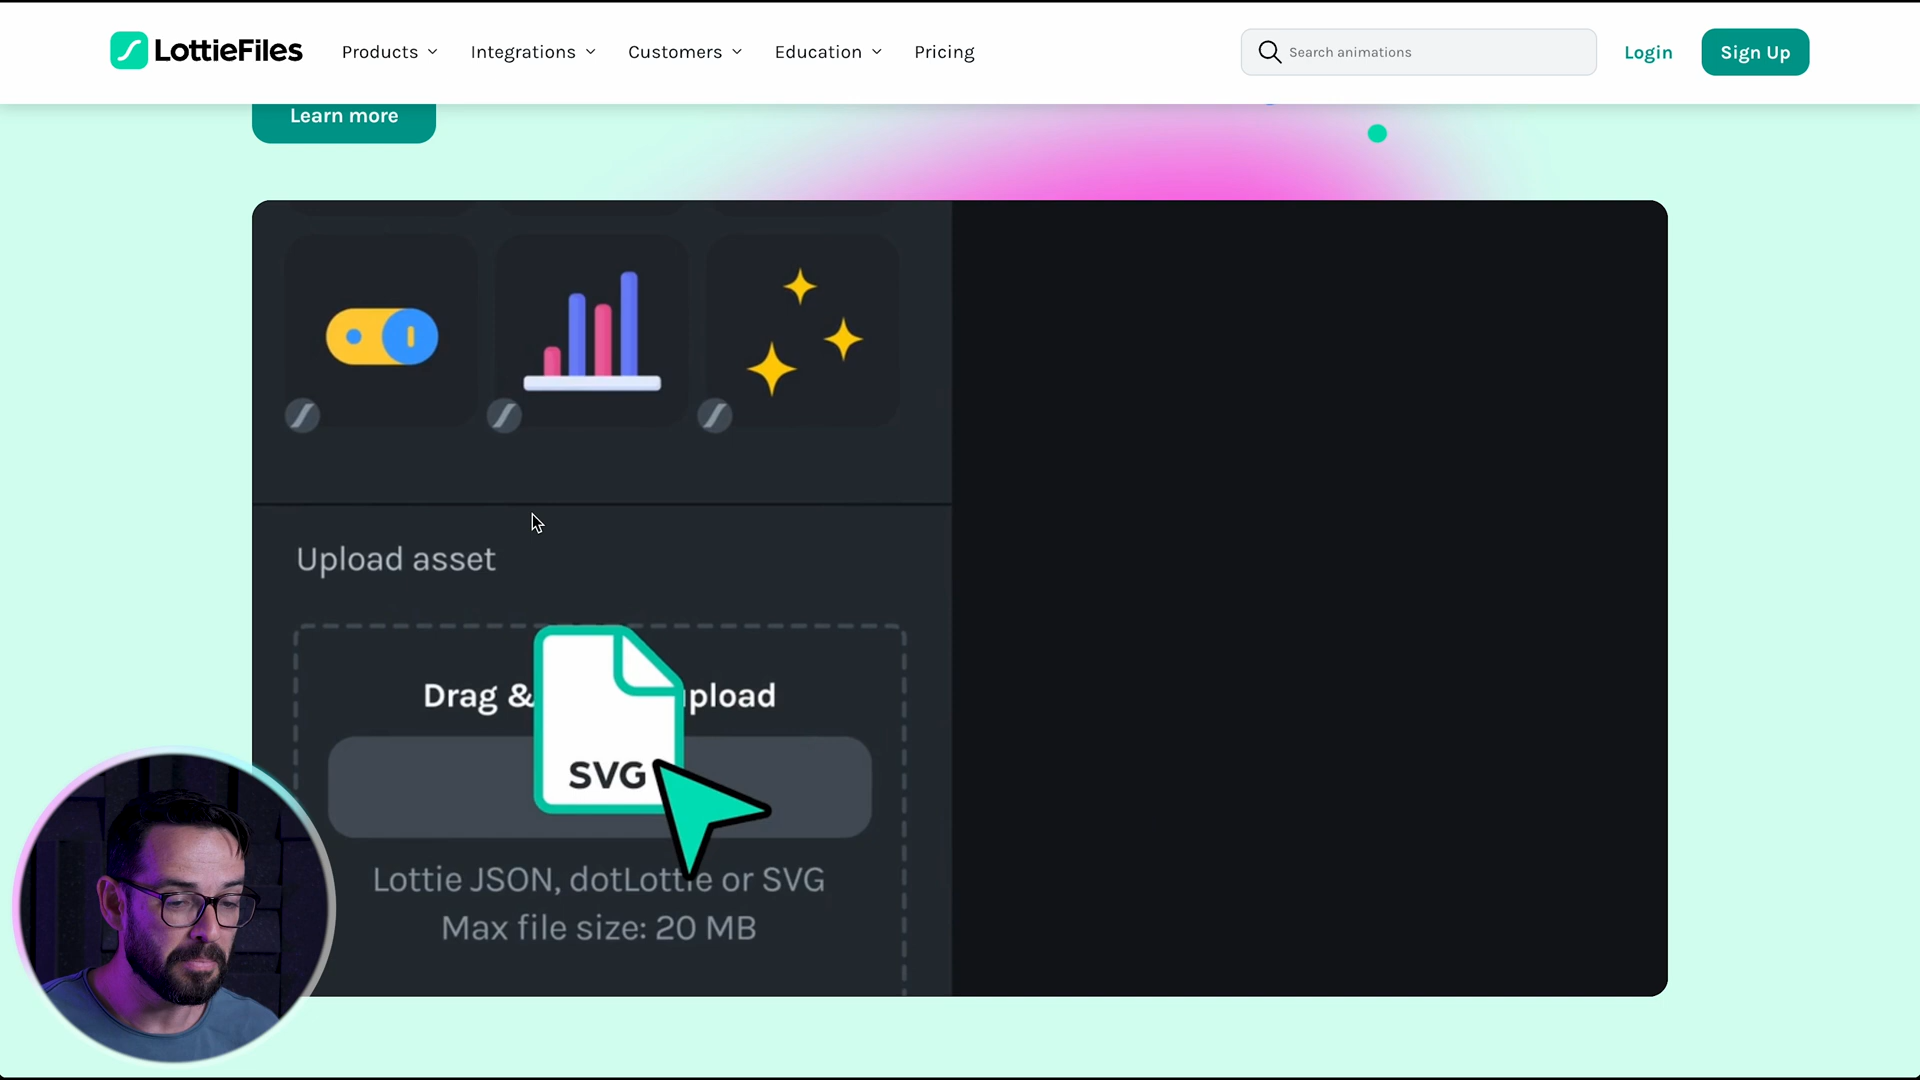 LottieFiles
Products
Integrations
Customers
Education
Pricing
Search animations
Login
Sign Up
Learn more
Upload asset
Drag & upload
SVG
Lottie JSON, dotLottie or SVG
Max file size: 20 MB